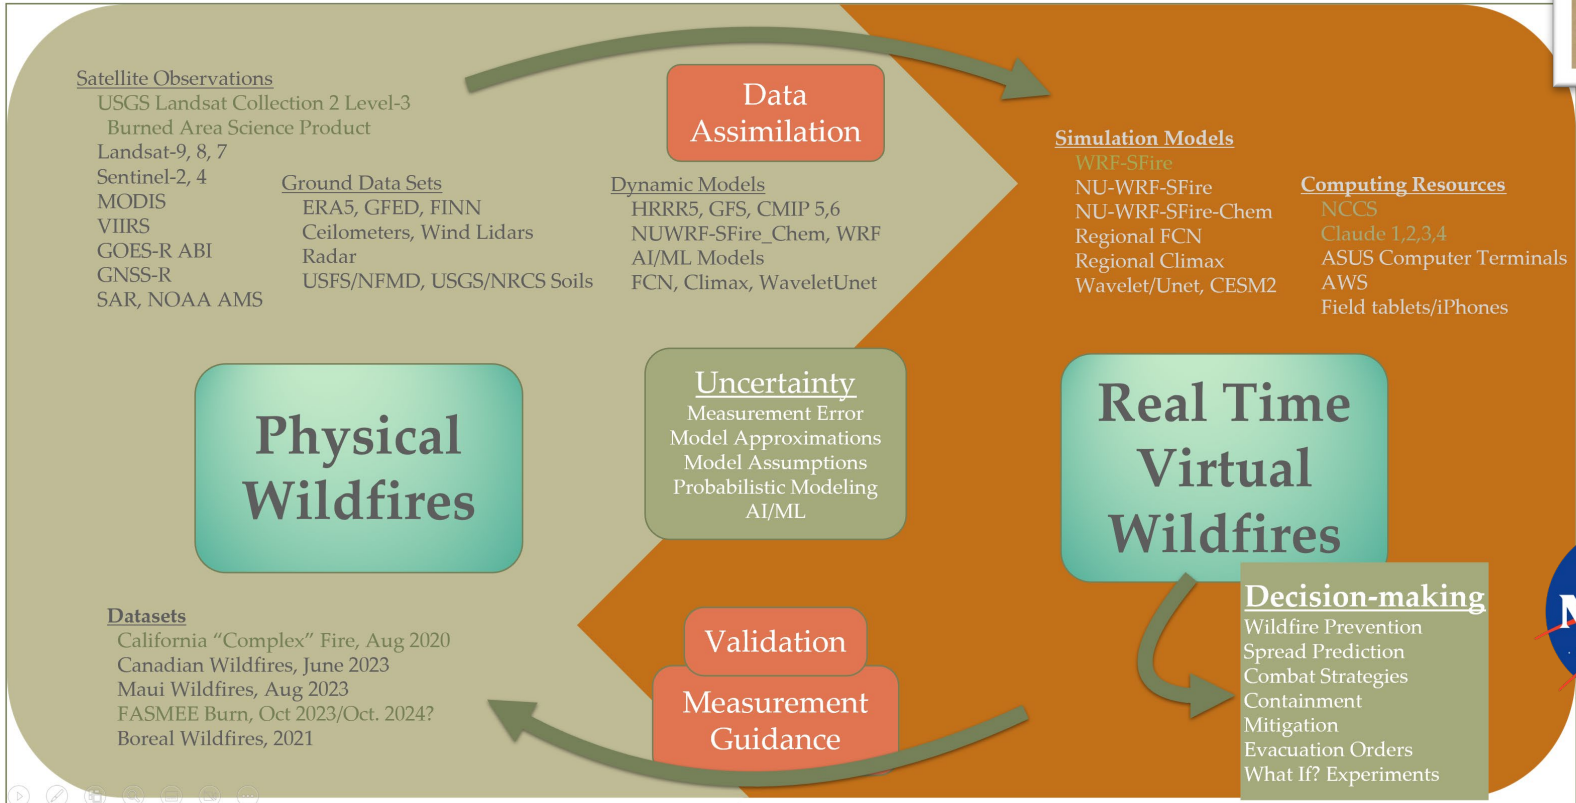 Satellite Observations
USGS Landsat Collection 2 Level-3
Burned Area Science Product
Landsat-9, 8, 7
Sentinel-2, 4
MODIS
VIIRS
GOES-R ABI
GNSS-R
SAR, NOAA AMS
Ground Data Sets
ERA5, GFED, FINN
Ceilometers, Wind Lidars
Radar
USFS/NFMD, USGS/NRCS Soils
Data
Assimilation
Dynamic Models
HRRR5, GFS, CMIP 5,6
NUWRF-SFire_Chem, WRF
AI/ML Models
FCN, Climax, WaveletUnet
Simulation Models
WRF-SFire
NU-WRF-SFire
NU-WRF-SFire-Chem
Regional FCN
Regional Climax
Wavelet/Unet, CESM2
Computing Resources
NCCS
Claude 1,2,3,4
ASUS Computer Terminals
AWS
Field tablets/iPhones
Physical
Wildfires
Uncertainty
Measurement Error
Model Approximations
Model Assumptions
Probabilistic Modeling
AI/ML
Real Time
Virtual
Wildfires
Datasets
California “Complex” Fire, Aug 2020
Canadian Wildfires, June 2023
Maui Wildfires, Aug 2023
FASMEE Burn, Oct 2023/Oct. 2024?
Boreal Wildfires, 2021
Validation
Measurement
Guidance
Decision-making
Wildfire Prevention
Spread Prediction
Combat Strategies
Containment
Mitigation
Evacuation Orders
What If? Experiments